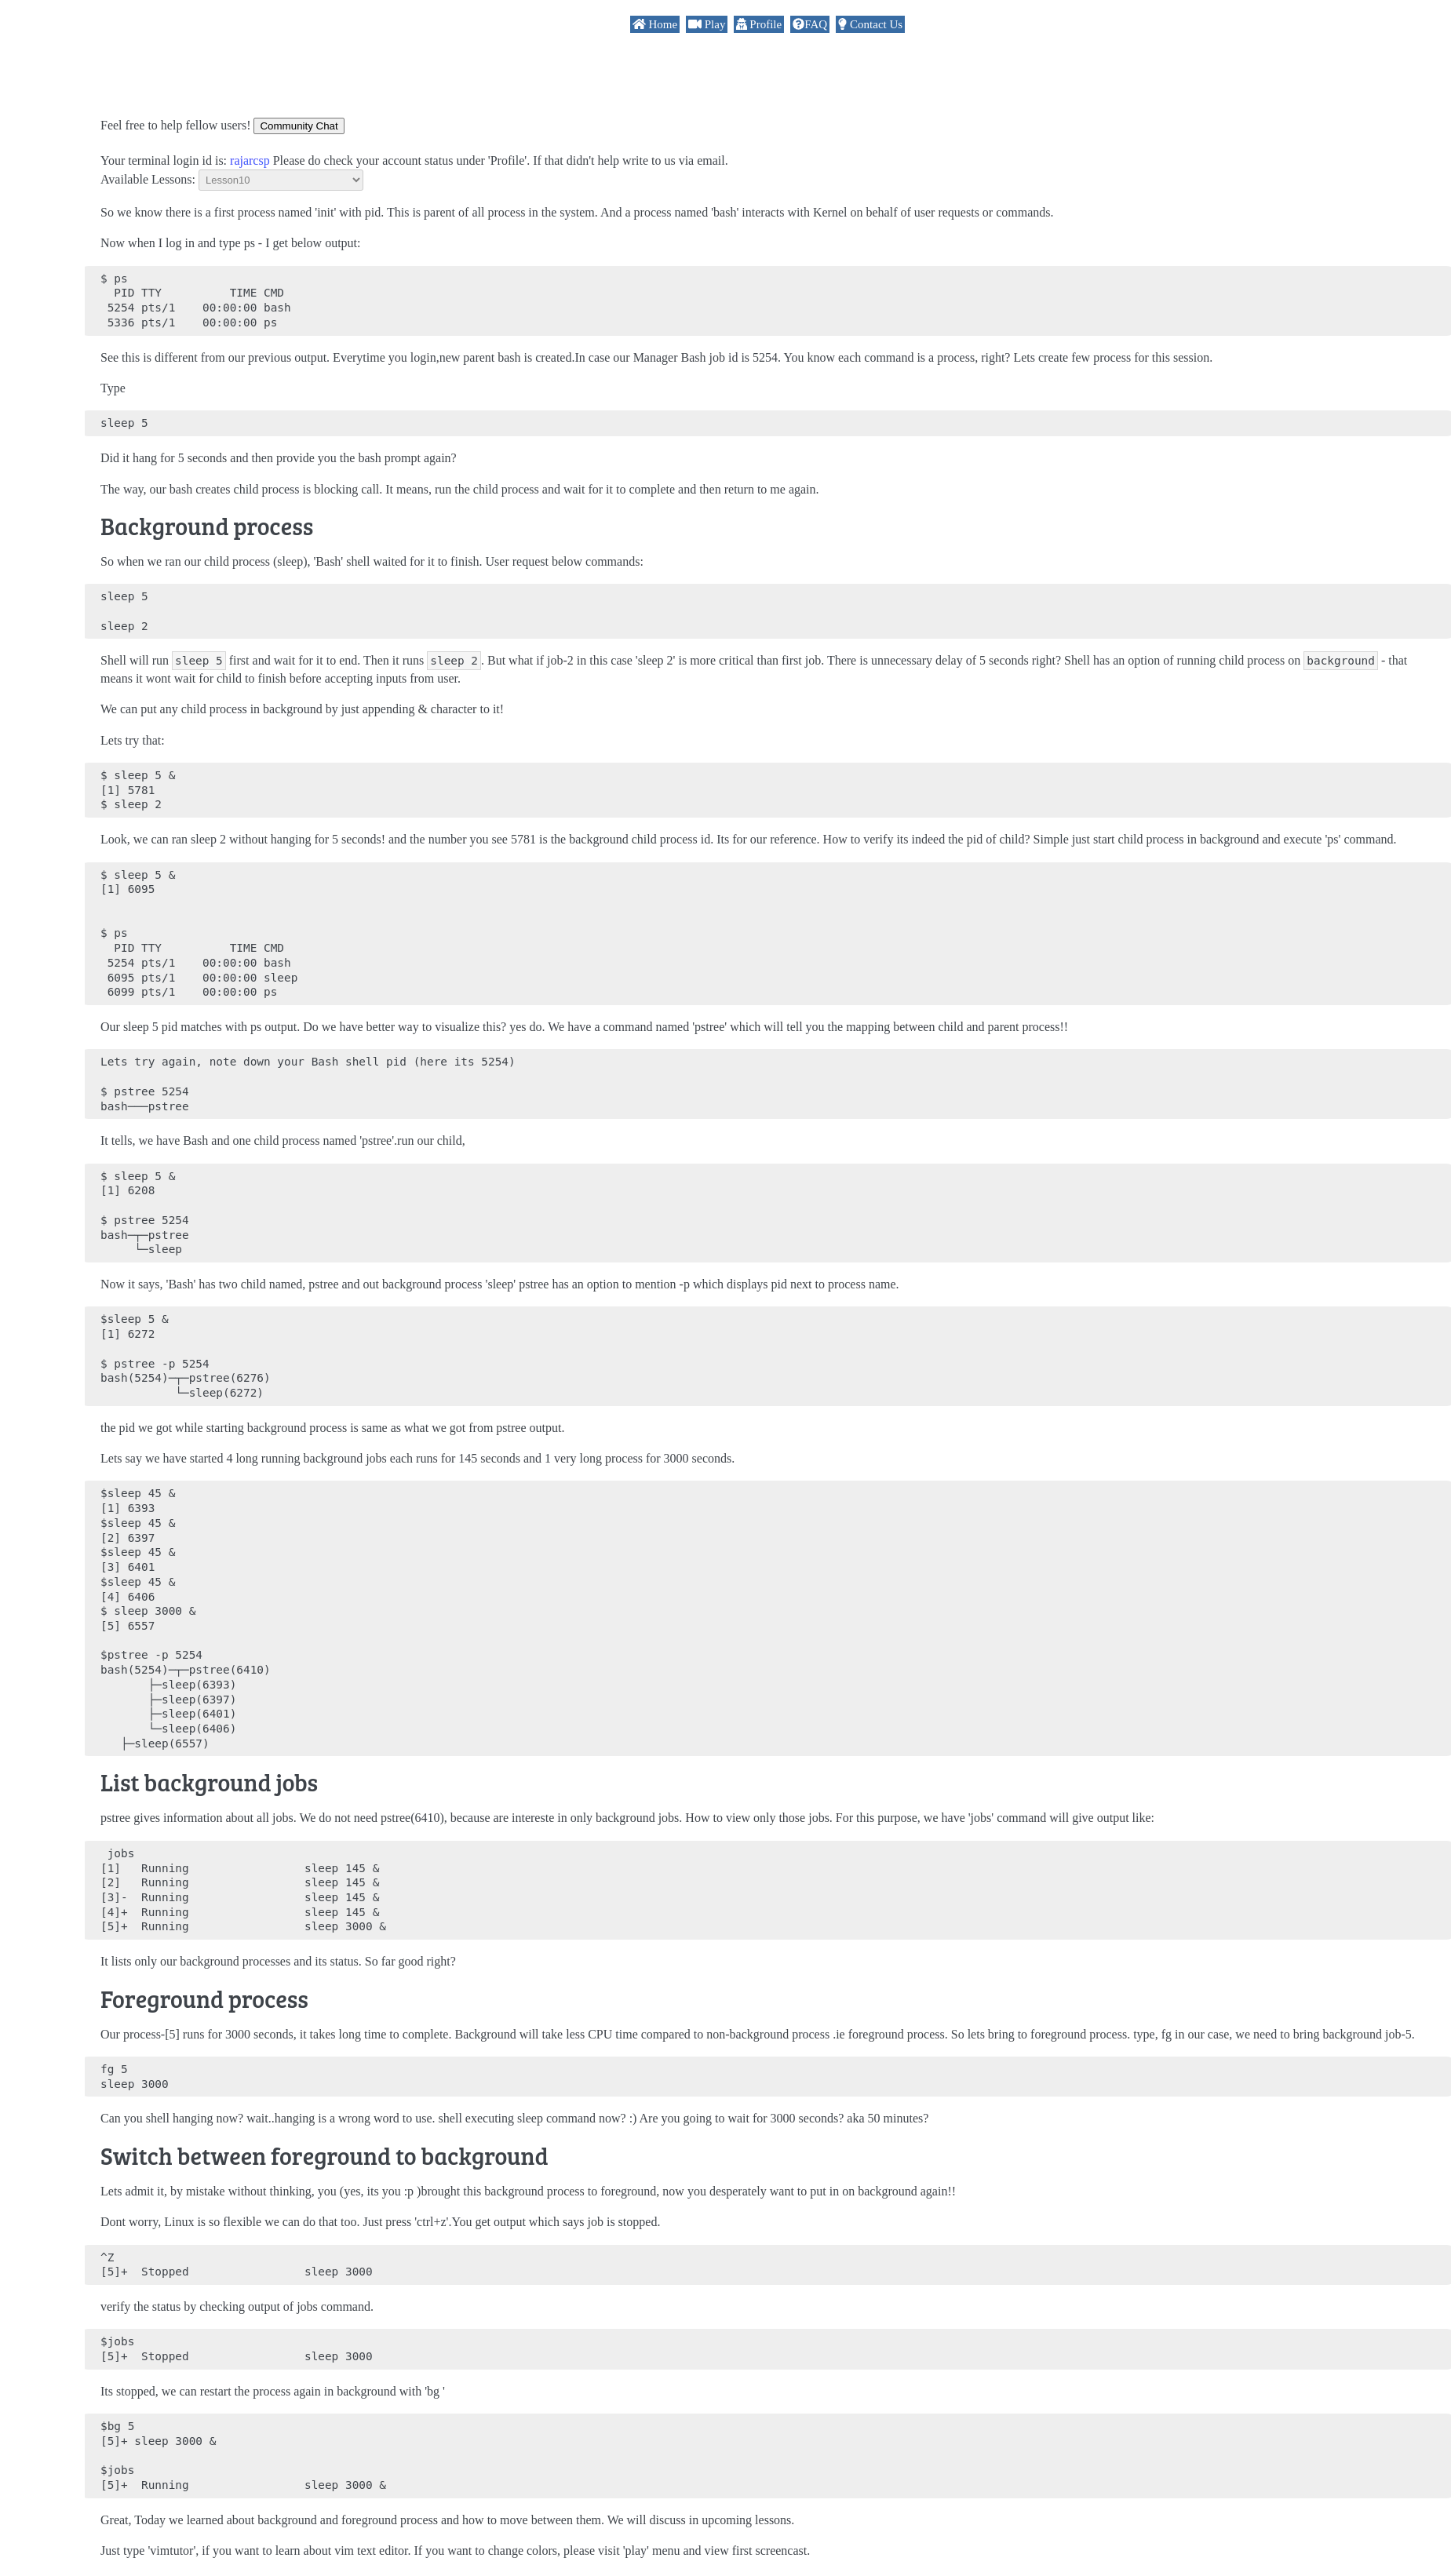 Home Play Profile FAQ Contact Us
Feel free to help fellow users! Community Chat
Your terminal login id is: rajarcsp Please do check your account status under 'Profile'. If that didn't help write to us via email.
Available Lessons: Lesson10
So we know there is a first process named 'init' with pid. This is parent of all process in the system. And a process named 'bash' interacts with Kernel on behalf of user requests or commands.
Now when I log in and type ps - I get below output:
$ ps
  PID TTY          TIME CMD
 5254 pts/1    00:00:00 bash
 5336 pts/1    00:00:00 ps
See this is different from our previous output. Everytime you login,new parent bash is created.In case our Manager Bash job id is 5254. You know each command is a process, right? Lets create few process for this session.
Type
sleep 5
Did it hang for 5 seconds and then provide you the bash prompt again?
The way, our bash creates child process is blocking call. It means, run the child process and wait for it to complete and then return to me again.
Background process
So when we ran our child process (sleep), 'Bash' shell waited for it to finish. User request below commands:
sleep 5
sleep 2
Shell will run sleep 5 first and wait for it to end. Then it runs sleep 2. But what if job-2 in this case 'sleep 2' is more critical than first job. There is unnecessary delay of 5 seconds right? Shell has an option of running child process on background - that
means it wont wait for child to finish before accepting inputs from user.
We can put any child process in background by just appending & character to it!
Lets try that:
$ sleep 5 &
[1] 5781
$ sleep 2
Look, we can ran sleep 2 without hanging for 5 seconds! and the number you see 5781 is the background child process id. Its for our reference. How to verify its indeed the pid of child? Simple just start child process in background and execute 'ps' command.
$ sleep 5 &
[1] 6095
$ ps
  PID TTY          TIME CMD
 5254 pts/1    00:00:00 bash
 6095 pts/1    00:00:00 sleep
 6099 pts/1    00:00:00 ps
Our sleep 5 pid matches with ps output. Do we have better way to visualize this? yes do. We have a command named 'pstree' which will tell you the mapping between child and parent process!!
Lets try again, note down your Bash shell pid (here its 5254)
$ pstree 5254
bash───pstree
It tells, we have Bash and one child process named 'pstree'.run our child,
$ sleep 5 &
[1] 6208
$ pstree 5254
bash─┬─pstree
     └─sleep
Now it says, 'Bash' has two child named, pstree and out background process 'sleep' pstree has an option to mention -p which displays pid next to process name.
$sleep 5 &
[1] 6272
$ pstree -p 5254
bash(5254)─┬─pstree(6276)
           └─sleep(6272)
the pid we got while starting background process is same as what we got from pstree output.
Lets say we have started 4 long running background jobs each runs for 145 seconds and 1 very long process for 3000 seconds.
$sleep 45 &
[1] 6393
$sleep 45 &
[2] 6397
$sleep 45 &
[3] 6401
$sleep 45 &
[4] 6406
$ sleep 3000 &
[5] 6557
$pstree -p 5254
bash(5254)─┬─pstree(6410)
       ├─sleep(6393)
       ├─sleep(6397)
       ├─sleep(6401)
       └─sleep(6406)
   ├─sleep(6557)
List background jobs
pstree gives information about all jobs. We do not need pstree(6410), because are intereste in only background jobs. How to view only those jobs. For this purpose, we have 'jobs' command will give output like:
 jobs
[1]   Running                 sleep 145 &
[2]   Running                 sleep 145 &
[3]-  Running                 sleep 145 &
[4]+  Running                 sleep 145 &
[5]+  Running                 sleep 3000 &
It lists only our background processes and its status. So far good right?
Foreground process
Our process-[5] runs for 3000 seconds, it takes long time to complete. Background will take less CPU time compared to non-background process .ie foreground process. So lets bring to foreground process. type, fg in our case, we need to bring background job-5.
fg 5
sleep 3000
Can you shell hanging now? wait..hanging is a wrong word to use. shell executing sleep command now? :) Are you going to wait for 3000 seconds? aka 50 minutes?
Switch between foreground to background
Lets admit it, by mistake without thinking, you (yes, its you :p )brought this background process to foreground, now you desperately want to put in on background again!!
Dont worry, Linux is so flexible we can do that too. Just press 'ctrl+z'.You get output which says job is stopped.
^Z
[5]+  Stopped                 sleep 3000
verify the status by checking output of jobs command.
$jobs
[5]+  Stopped                 sleep 3000
Its stopped, we can restart the process again in background with 'bg '
$bg 5
[5]+ sleep 3000 &
$jobs
[5]+  Running                 sleep 3000 &
Great, Today we learned about background and foreground process and how to move between them. We will discuss in upcoming lessons.
Just type 'vimtutor', if you want to learn about vim text editor. If you want to change colors, please visit 'play' menu and view first screencast.